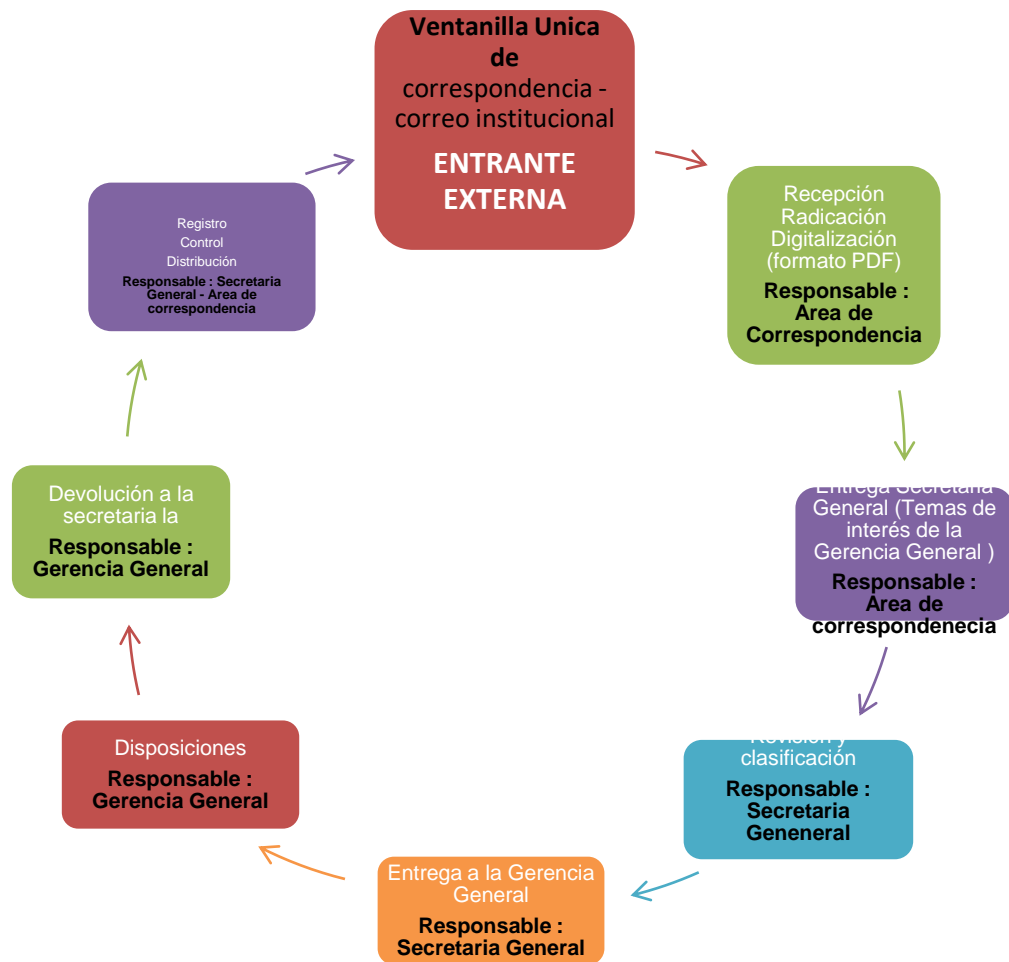 Ventanilla Unica
de
correspondencia -
correo institucional
ENTRANTE
EXTERNA
Recepción
Radicación
Digitalización
(formato PDF)
Responsable :
Area de
Correspondencia
Entrega Secretaria
General (Temas de
interés de la
Gerencia General )
Responsable :
Area de
correspondenecia
Revisión y
clasificación
Responsable :
Secretaria
Geneneral
Entrega a la Gerencia
General
Responsable :
Secretaria General
Disposiciones
Responsable :
Gerencia General
Devolución a la
secretaria la
Responsable :
Gerencia General
Registro
Control
Distribución
Responsable : Secretaria
General - Area de
correspondencia